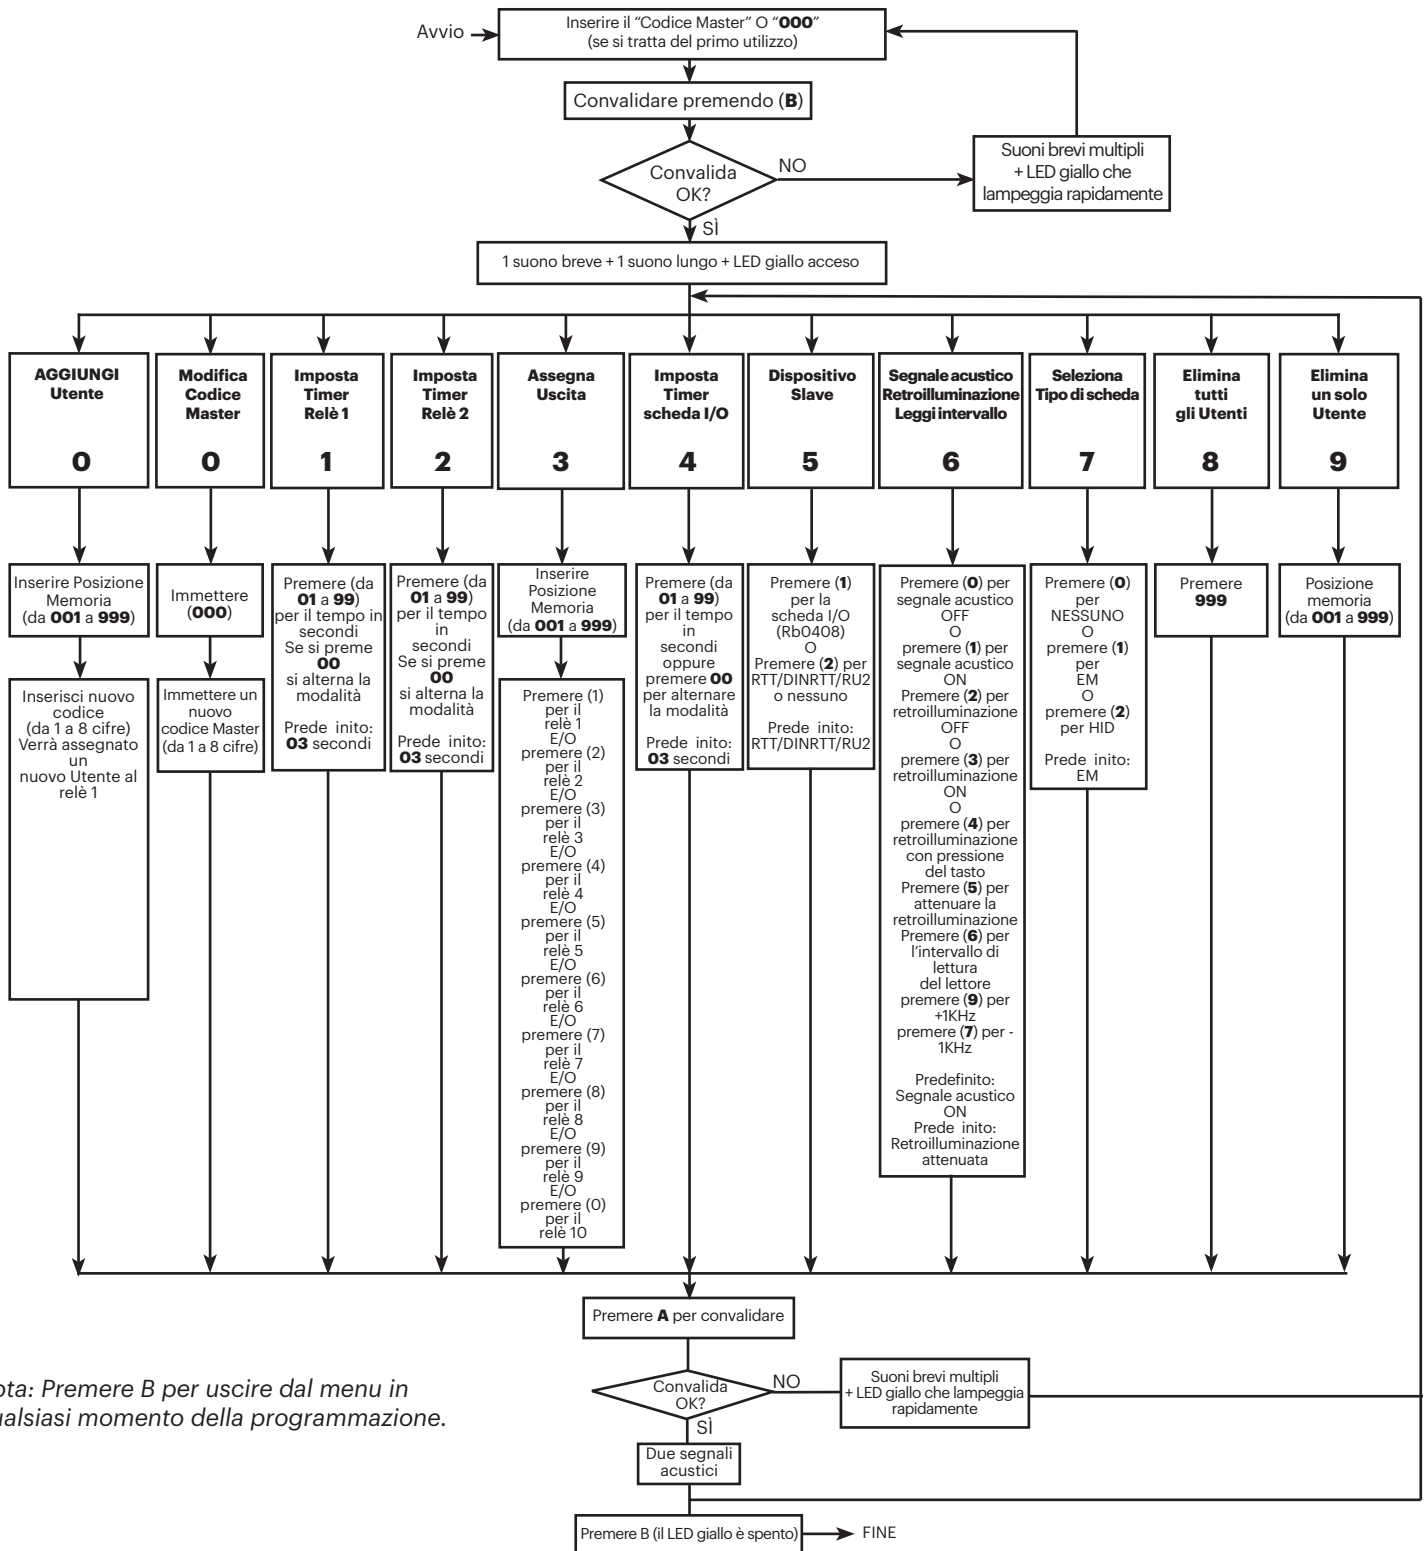 Avvio
Inserire il “Codice Master” O “000”
(se si tratta del primo utilizzo)
Convalidare premendo (B)
Convalida
OK?
NO
Suoni brevi multipli
+ LED giallo che
lampeggia rapidamente
SÌ
1 suono breve + 1 suono lungo + LED giallo acceso
AGGIUNGI
Utente
0
Modifica
Codice
Master
0
Imposta
Timer
Relè 1
1
Imposta
Timer
Relè 2
2
Assegna
Uscita
3
Imposta
Timer
scheda I/O
4
Dispositivo
Slave
5
Segnale acustico
Retroilluminazione
Leggi intervallo
6
Seleziona
Tipo di scheda
7
Elimina
tutti
gli Utenti
8
Elimina
un solo
Utente
9
Inserire Posizione
Memoria
(da 001 a 999)
Inserisci nuovo
codice
(da 1 a 8 cifre)
Verrà assegnato
un
nuovo Utente al
relè 1
Immettere
(000)
Immettere un
nuovo
codice Master
(da 1 a 8 cifre)
Premere (da
01 a 99)
per il tempo in
secondi
Se si preme
00
si alterna la
modalità
Prede inito:
03 secondi
Premere (da
01 a 99)
per il tempo
in
secondi
Se si preme
00
si alterna la
modalità
Prede inito:
03 secondi
Inserire
Posizione
Memoria
(da 001 a 999)
Premere (1)
per il
relè 1
E/O
premere (2)
per il
relè 2
E/O
premere (3)
per il
relè 3
E/O
premere (4)
per il
relè 4
E/O
premere (5)
per il
relè 5
E/O
premere (6)
per il
relè 6
E/O
premere (7)
per il
relè 7
E/O
premere (8)
per il
relè 8
E/O
premere (9)
per il
relè 9
E/O
premere (0)
per il
relè 10
Premere (da
01 a 99)
per il tempo
in
secondi
oppure
premere 00
per alternare
la modalità
Prede inito:
03 secondi
Premere (1)
per la
scheda I/O
(Rb0408)
O
Premere (2) per
RTT/DINRTT/RU2
o nessuno
Prede inito:
RTT/DINRTT/RU2
Premere (0) per
segnale acustico
OFF
O
premere (1) per
segnale acustico
ON
Premere (2) per
retroilluminazione
OFF
O
premere (3) per
retroilluminazione
ON
O
premere (4) per
retroilluminazione
con pressione
del tasto
Premere (5) per
attenuare la
retroilluminazione
Premere (6) per
l’intervallo di
lettura
del lettore
premere (9) per
+1KHz
premere (7) per -
1KHz
Predefinito:
Segnale acustico
ON
Prede inito:
Retroilluminazione
attenuata
Premere (0)
per
NESSUNO
O
premere (1)
per
EM
O
premere (2)
per HID
Prede inito:
EM
Premere
999
Posizione
memoria
(da 001 a 999)
Premere A per convalidare
Convalida
OK?
NO
Suoni brevi multipli
+ LED giallo che lampeggia
rapidamente
SÌ
Due segnali
acustici
Premere B (il LED giallo è spento)
FINE
ota: Premere B per uscire dal menu in
ualsiasi momento della programmazione.